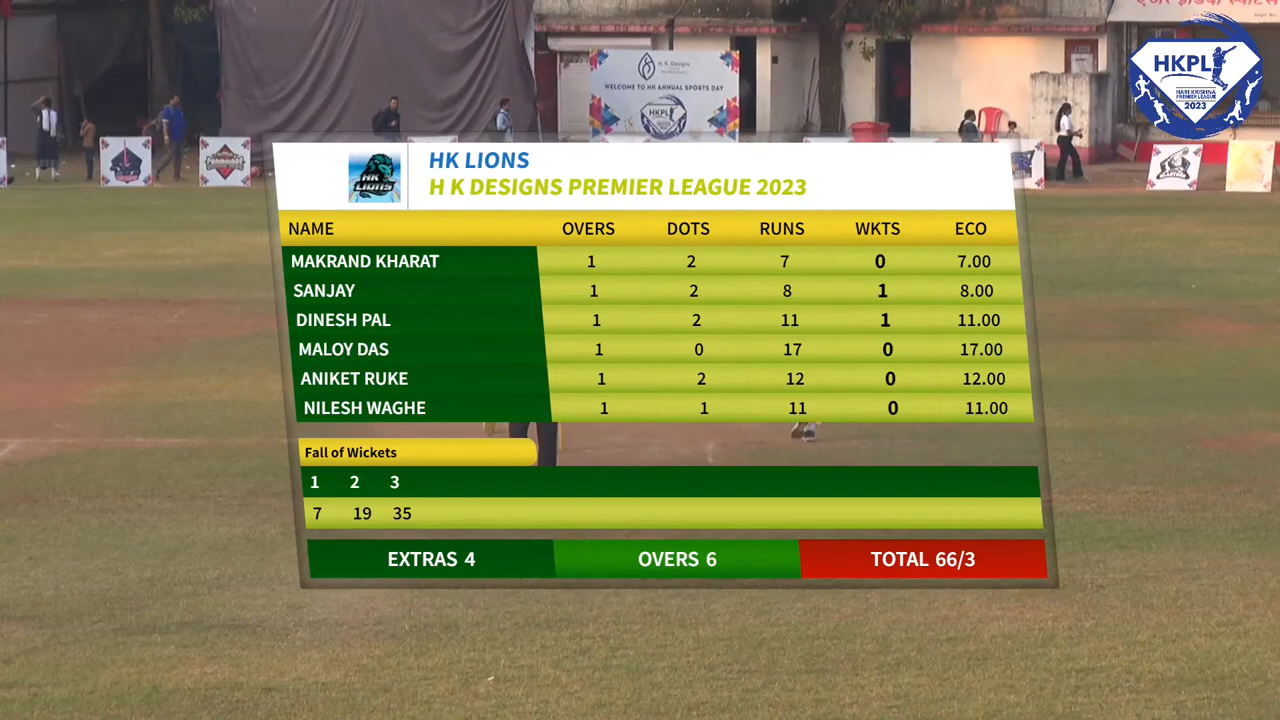 एअर इंडिया स्पोर्ट्स
H K Designs
WELCOME TO HK ANNUAL SPORTS DAY
HKPL
HKPL
HARI KRISHNA
PREMIER LEAGUE
2023
HK LIONS
HK LIONS
H K DESIGNS PREMIER LEAGUE 2023
NAME OVERS DOTS RUNS WKTS ECO
MAKRAND KHARAT 1 2 7 0 7.00
SANJAY 1 2 8 1 8.00
DINESH PAL 1 2 11 1 11.00
MALOY DAS 1 0 17 0 17.00
ANIKET RUKE 1 2 12 0 12.00
NILESH WAGHE 1 1 11 0 11.00
Fall of Wickets
1 2 3
7 19 35
EXTRAS 4 OVERS 6 TOTAL 66/3